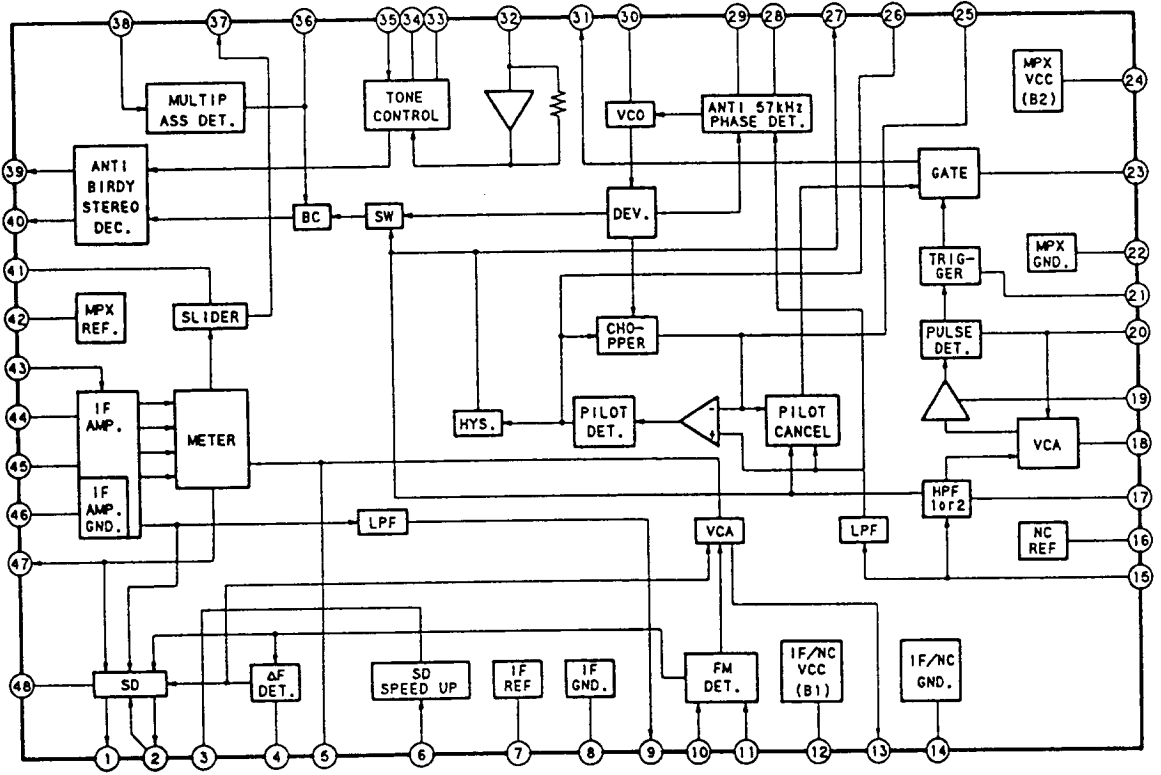 38
37
36
35
34
33
32
31
30
29
28
27
26
25
MULTIP
ASS DET.
TONE
CONTROL
VCO
ANTI 57kHz
PHASE DET.
MPX
VCC
(B2)
24
39
40
ANTI
BIRDY
STEREO
DEC.
BC
SW
DEV.
GATE
23
41
42
MPX
REF.
SLIDER
TRIG-
GER
MPX
GND.
22
21
CHO-
PPER
PULSE
DET.
20
43
44
45
46
IF
AMP.
IF
AMP.
GND.
METER
HYS.
PILOT
DET.
-
+
PILOT
CANCEL
VCA
19
18
LPF
VCA
LPF
HPF
1or2
17
NC
REF
16
15
47
48
SD
ΔF
DET.
SD
SPEED UP
IF
REF
IF
GND.
FM
DET.
IF/NC
VCC
(B1)
IF/NC
GND.
1
2
3
4
5
6
7
8
9
10
11
12
13
14